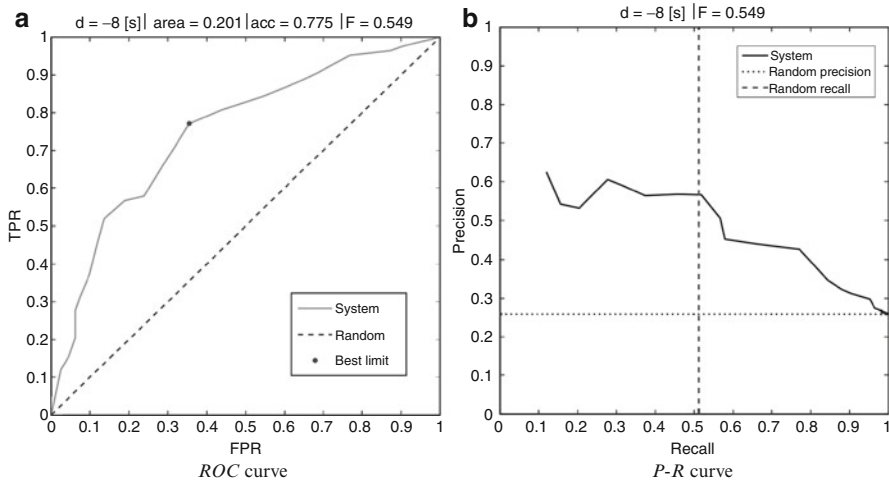 a
d = −8 [s]| area = 0.201|acc = 0.775 |F = 0.549
1
0.9
0.8
0.7
0.6
0.5
0.4
0.3
0.2
0.1
0
TPR
System
Random
Best limit
0 0.1 0.2 0.3 0.4 0.5 0.6 0.7 0.8 0.9 1
FPR
ROC curve
b
d = −8 [s] |F = 0.549
1
0.9
0.8
0.7
0.6
0.5
0.4
0.3
0.2
0.1
0
Precision
System
Random precision
Random recall
0 0.1 0.2 0.3 0.4 0.5 0.6 0.7 0.8 0.9 1
Recall
P-R curve